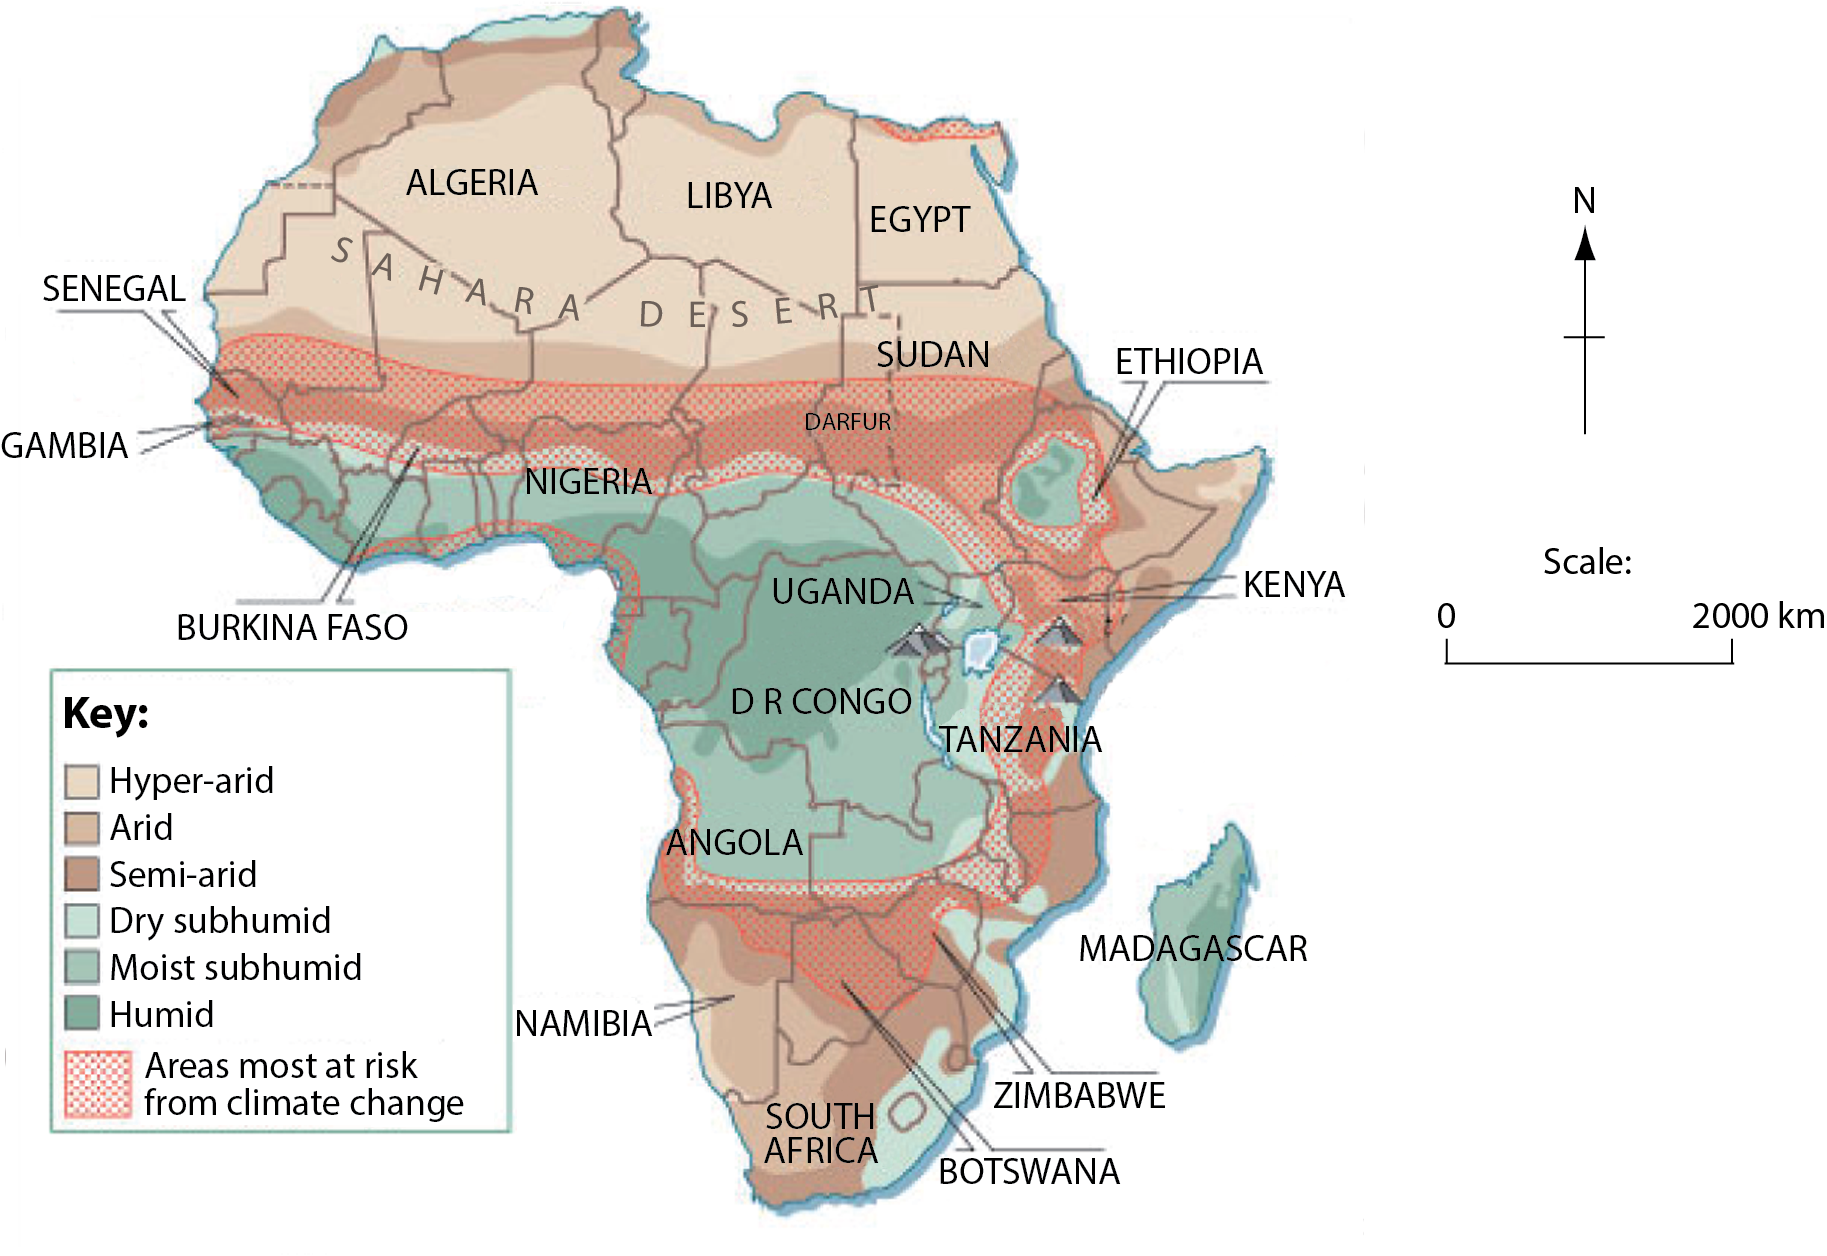 ALGERIA
LIBYA
EGYPT
SAHARA DESERT
SENEGAL
SUDAN
ETHIOPIA
DARFUR
GAMBIA
NIGERIA
UGANDA
KENYA
BURKINA FASO
D R CONGO
TANZANIA
ANGOLA
MADAGASCAR
NAMIBIA
ZIMBABWE
SOUTH
AFRICA
BOTSWANA
Key:
Hyper-arid
Arid
Semi-arid
Dry subhumid
Moist subhumid
Humid
Areas most at risk
from climate change
N
Scale:
0 2000 km